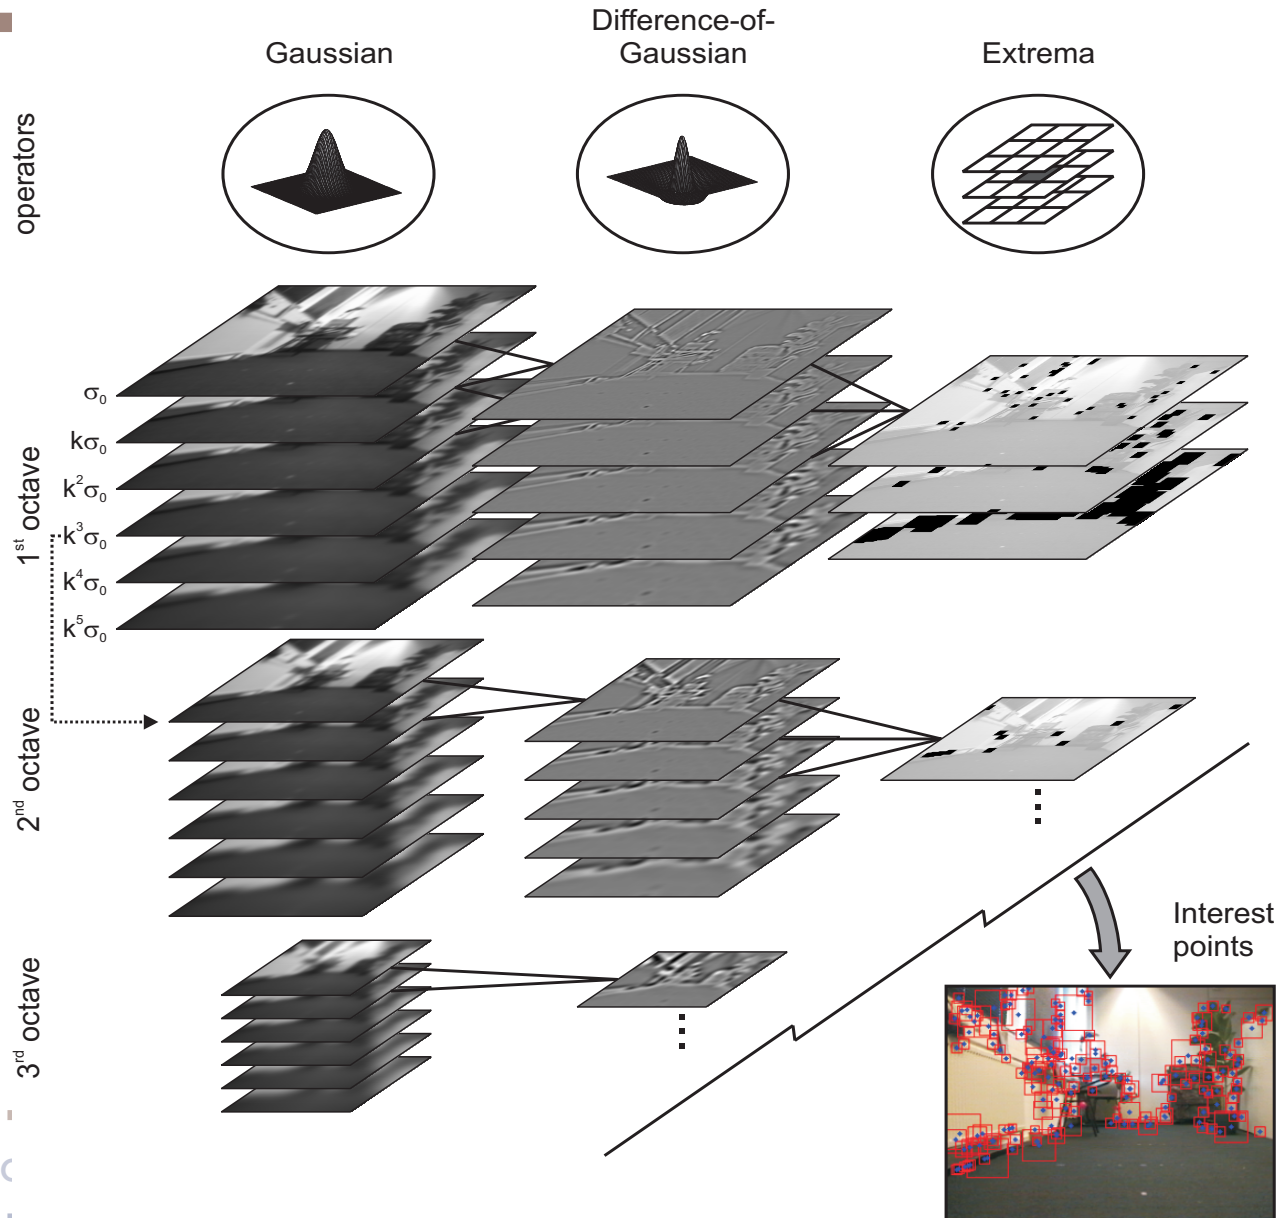 Gaussian
Difference-of-
Gaussian
Extrema
operators
1st octave
σ0
kσ0
k2σ0
k3σ0
k4σ0
k5σ0
2nd octave
3rd octave
Interest
points